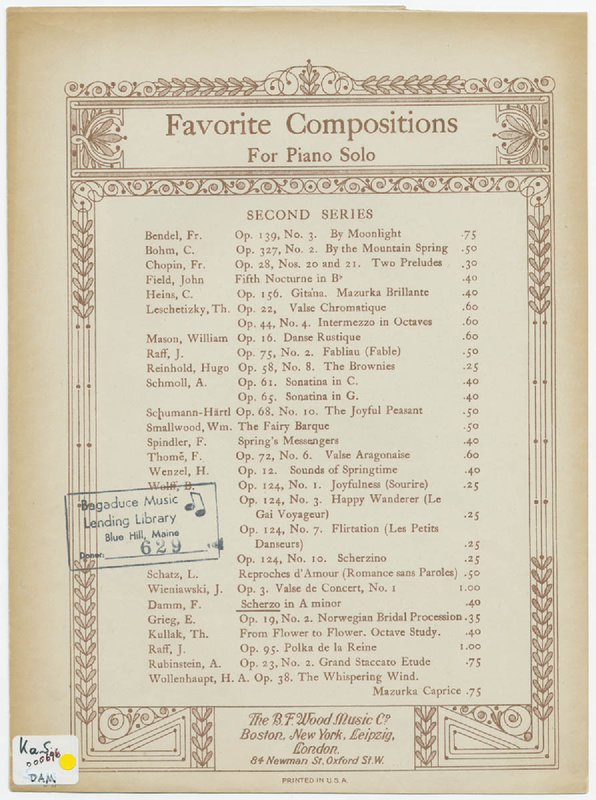 Favorite Compositions
For Piano Solo
SECOND SERIES
Bendel, Fr. Op. 139, No. 3. By Moonlight .75
Bohm, C. Op. 327, No. 2. By the Mountain Spring .50
Chopin, Fr. Op. 28, Nos. 20 and 21. Two Preludes .30
Field, John Fifth Nocturne in B♭ .40
Heins, C. Op. 156. Gitana. Mazurka Brillante .40
Leschetizky, Th. Op. 22, Valse Chromatique .60
Op. 44, No. 4. Intermezzo in Octaves .60
Mason, William Op. 16. Danse Rustique .60
Raff, J. Op. 75, No. 2. Fabliau (Fable) .50
Reinhold, Hugo Op. 58, No. 8. The Brownies .25
Schmoll, A. Op. 61. Sonatina in C. .40
Op. 65. Sonatina in G. .40
Schumann-Härtl Op. 68. No. 10. The Joyful Peasant .50
Smallwood, Wm. The Fairy Barque .50
Spindler, F. Spring's Messengers .40
Thomé, F. Op. 72, No. 6. Valse Aragonaise .60
Wenzel, H. Op. 12. Sounds of Springtime .40
Wolff, B. Op. 124, No. 1. Joyfulness (Sourire) .25
Op. 124, No. 3. Happy Wanderer (Le
Gai Voyageur) .25
Op. 124, No. 7. Flirtation (Les Petits
Danseurs) .25
Op. 124, No. 10. Scherzino .25
Bagaduce Music
Lending Library
Blue Hill, Maine
Donor: 629
Schatz, L. Reproches d'Amour (Romance sans Paroles) .50
Wieniawski, J. Op. 3. Valse de Concert, No. 1 1.00
Damm, F. Scherzo in A minor .40
Grieg, E. Op. 19, No. 2. Norwegian Bridal Procession .35
Kullak, Th. From Flower to Flower. Octave Study. .40
Raff, J. Op. 95. Polka de la Reine 1.00
Rubinstein, A. Op. 23, No. 2. Grand Staccato Etude .75
Wollenhaupt, H. A. Op. 38. The Whispering Wind.
Mazurka Caprice .75
The B. F. Wood Music Co.
Boston, New York, Leipzig,
London.
84 Newman St, Oxford St. W.
PRINTED IN U.S.A.
Ka S
000696
DAM